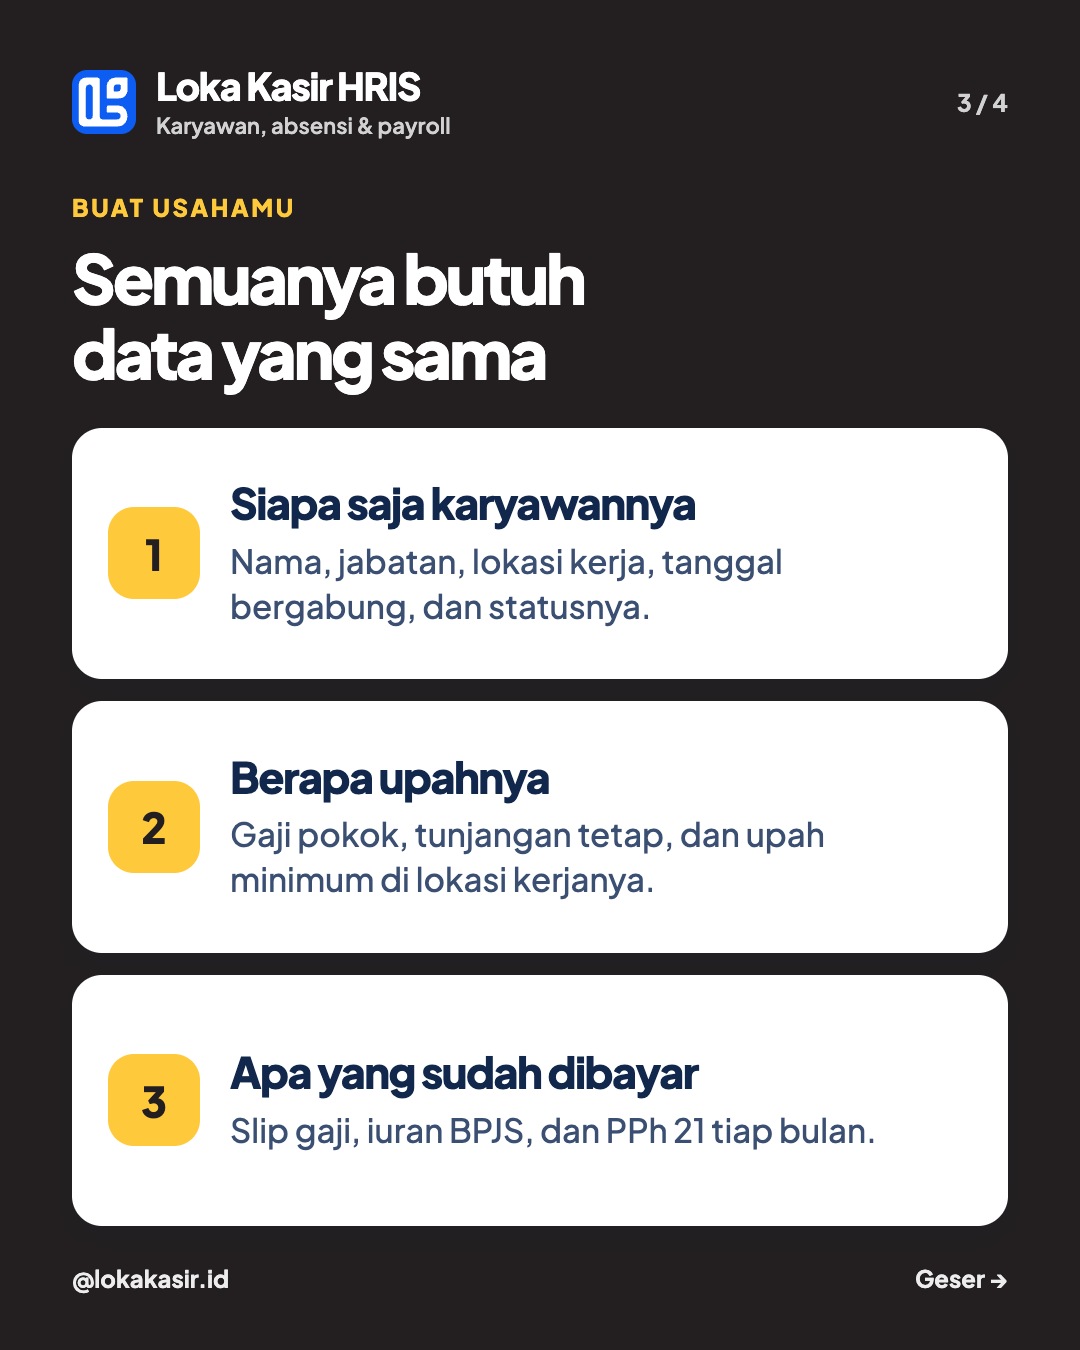 Loka Kasir HRIS
Karyawan, absensi & payroll
3 / 4
BUAT USAHAMU
Semuanya butuh
data yang sama
1
Siapa saja karyawannya
Nama, jabatan, lokasi kerja, tanggal
bergabung, dan statusnya.
2
Berapa upahnya
Gaji pokok, tunjangan tetap, dan upah
minimum di lokasi kerjanya.
3
Apa yang sudah dibayar
Slip gaji, iuran BPJS, dan PPh 21 tiap bulan.
@lokakasir.id
Geser →